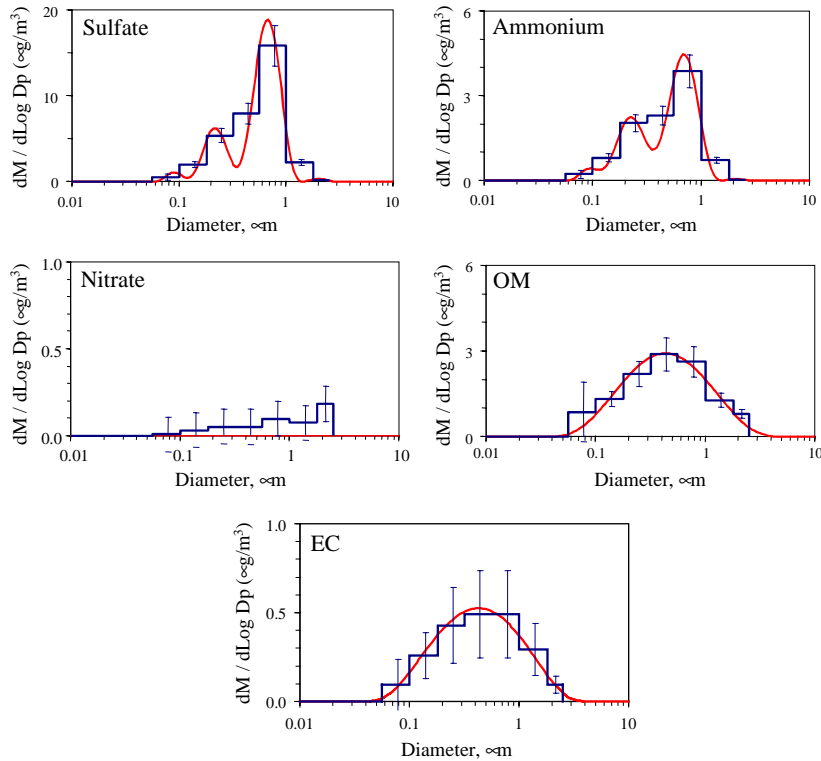 Sulfate
dM / dLog Dp (∝g/m³)
20
10
0
0.01
0.1
1
10
Diameter, ∝m
Ammonium
dM / dLog Dp (∝g/m³)
6
3
0
0.01
0.1
1
10
Diameter, ∝m
Nitrate
dM / dLog Dp (∝g/m³)
1.0
0.5
0.0
0.01
0.1
1
10
Diameter, ∝m
OM
dM / dLog Dp (∝g/m³)
6
3
0
0.01
0.1
1
10
Diameter, ∝m
EC
dM / dLog Dp (∝g/m³)
1.0
0.5
0.0
0.01
0.1
1
10
Diameter, ∝m